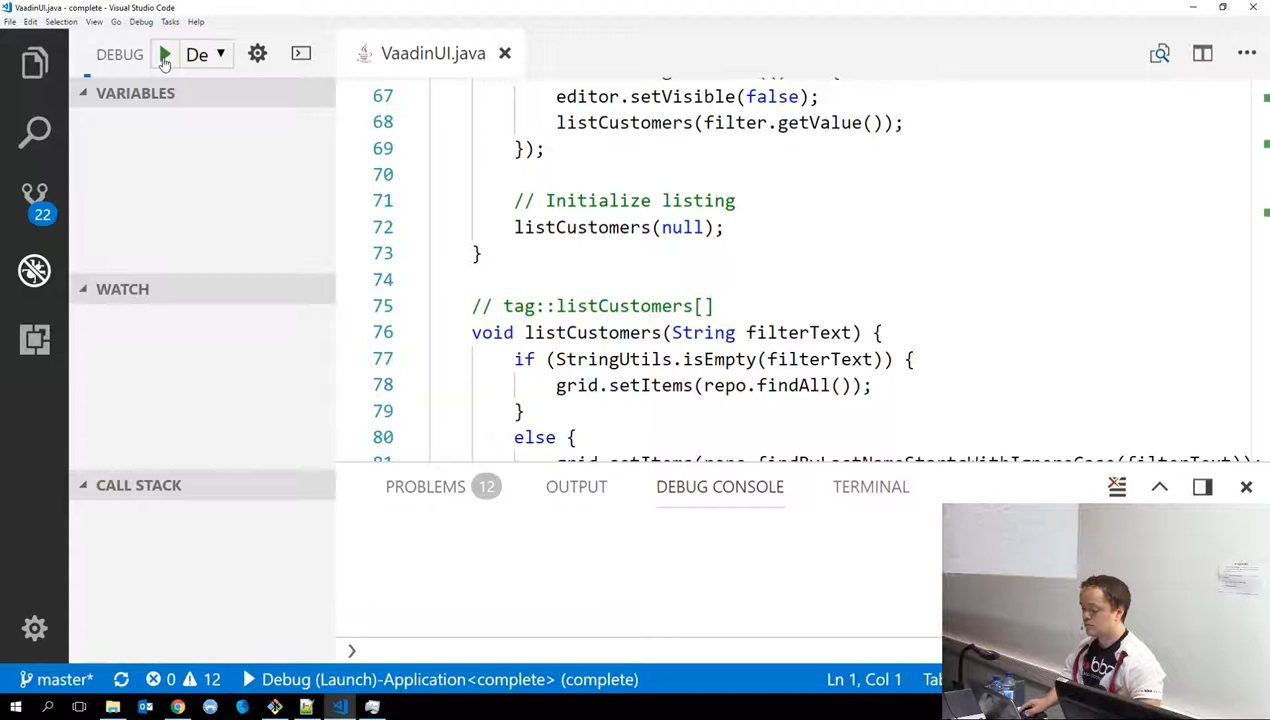 VaadinUI.java - complete - Visual Studio Code
File Edit Selection View Go Debug Tasks Help
DEBUG De
VaadinUI.java
VARIABLES
WATCH
CALL STACK
22
67 editor.setVisible(false);
68 listCustomers(filter.getValue());
69 });
70
71 // Initialize listing
72 listCustomers(null);
73 }
74
75 // tag::listCustomers[]
76 void listCustomers(String filterText) {
77 if (StringUtils.isEmpty(filterText)) {
78 grid.setItems(repo.findAll());
79 }
80 else {
81 grid.setItems(repo.findByLastNameStartsWithIgnoreCase(filterText));
PROBLEMS 12 OUTPUT DEBUG CONSOLE TERMINAL
master* 0 12 Debug (Launch)-Application<complete> (complete) Ln 1, Col 1